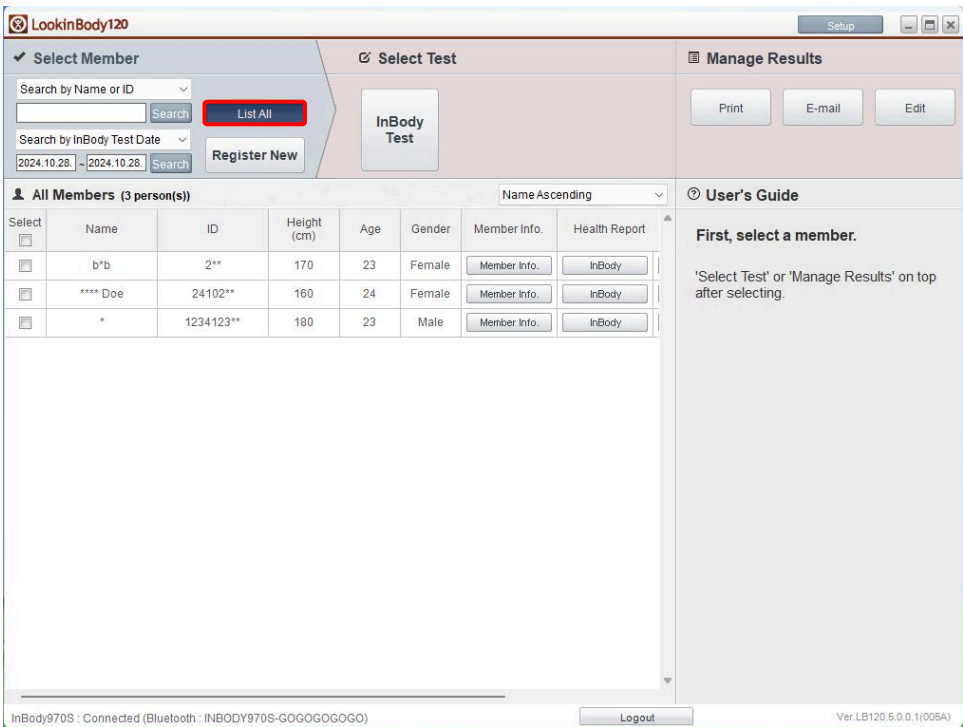 LookinBody120
Setup
Select Member
Select Test
Manage Results
Search by Name or ID
Search
List All
Search by InBody Test Date
2024.10.28. ~ 2024.10.28. Search
Register New
InBody
Test
Print E-mail Edit
All Members (3 person(s))
Name Ascending
User's Guide
Select Name ID Height (cm) Age Gender Member Info. Health Report
b*b 2** 170 23 Female Member Info. InBody
**** Doe 24102** 160 24 Female Member Info. InBody
* 1234123** 180 23 Male Member Info. InBody
First, select a member.
'Select Test' or 'Manage Results' on top
after selecting.
InBody970S : Connected (Bluetooth : INBODY970S-GOGOGOGOGO)
Logout
Ver.LB120.5.0.0.1(005A)